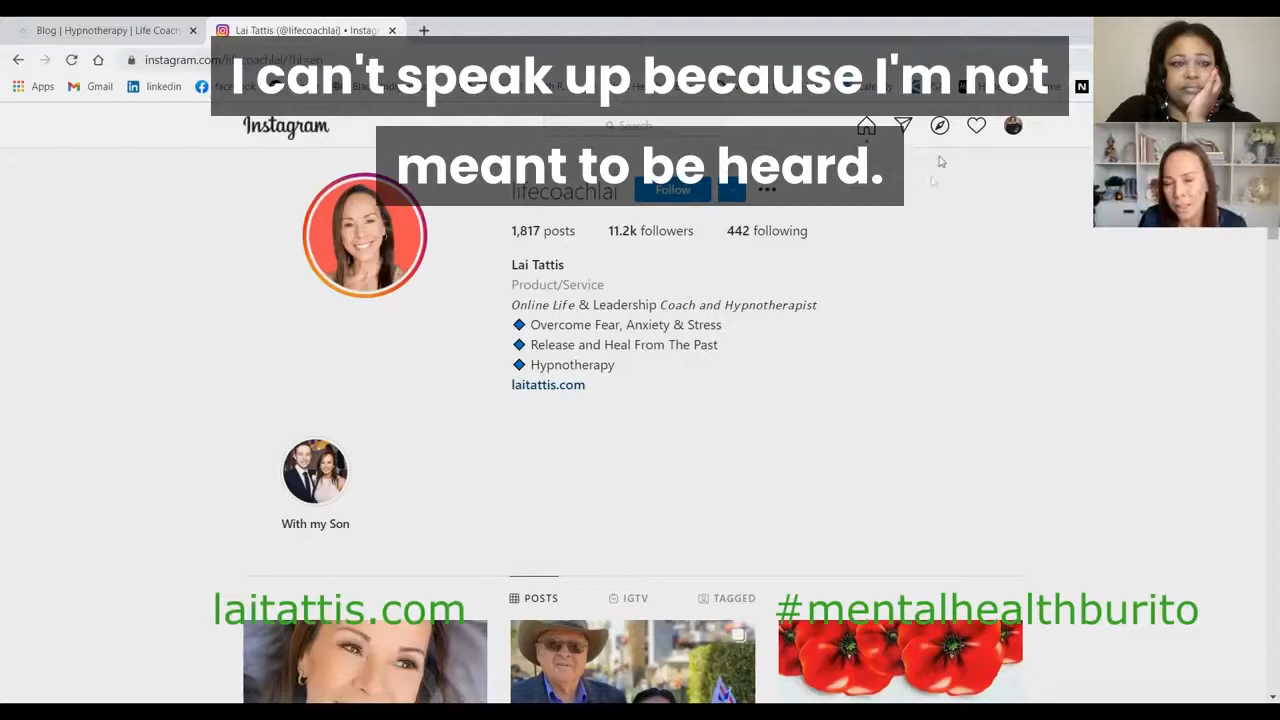 Blog | Hypnotherapy | Life Coach
Lai Tattis (@lifecoachlai) • Instag
I can't speak up because I'm not
meant to be heard.
Apps
Gmail
linkedin
Instagram
Search
lifecoachlai
Follow
1,817 posts 11.2k followers 442 following
Lai Tattis
Product/Service
Online Life & Leadership Coach and Hypnotherapist
Overcome Fear, Anxiety & Stress
Release and Heal From The Past
Hypnotherapy
laitattis.com
With my Son
POSTS IGTV TAGGED
laitattis.com #mentalhealthburito